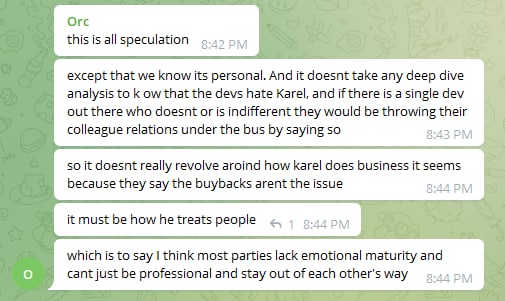 Orc
this is all speculation 8:42 PM
except that we know its personal. And it doesnt take any deep dive
analysis to k ow that the devs hate Karel, and if there is a single dev
out there who doesnt or is indifferent they would be throwing their
colleague relations under the bus by saying so
8:43 PM
so it doesnt really revolve aroind how karel does business it seems
because they say the buybacks arent the issue
8:44 PM
it must be how he treats people 1 8:44 PM
which is to say I think most parties lack emotional maturity and
cant just be professional and stay out of each other's way
8:44 PM
O